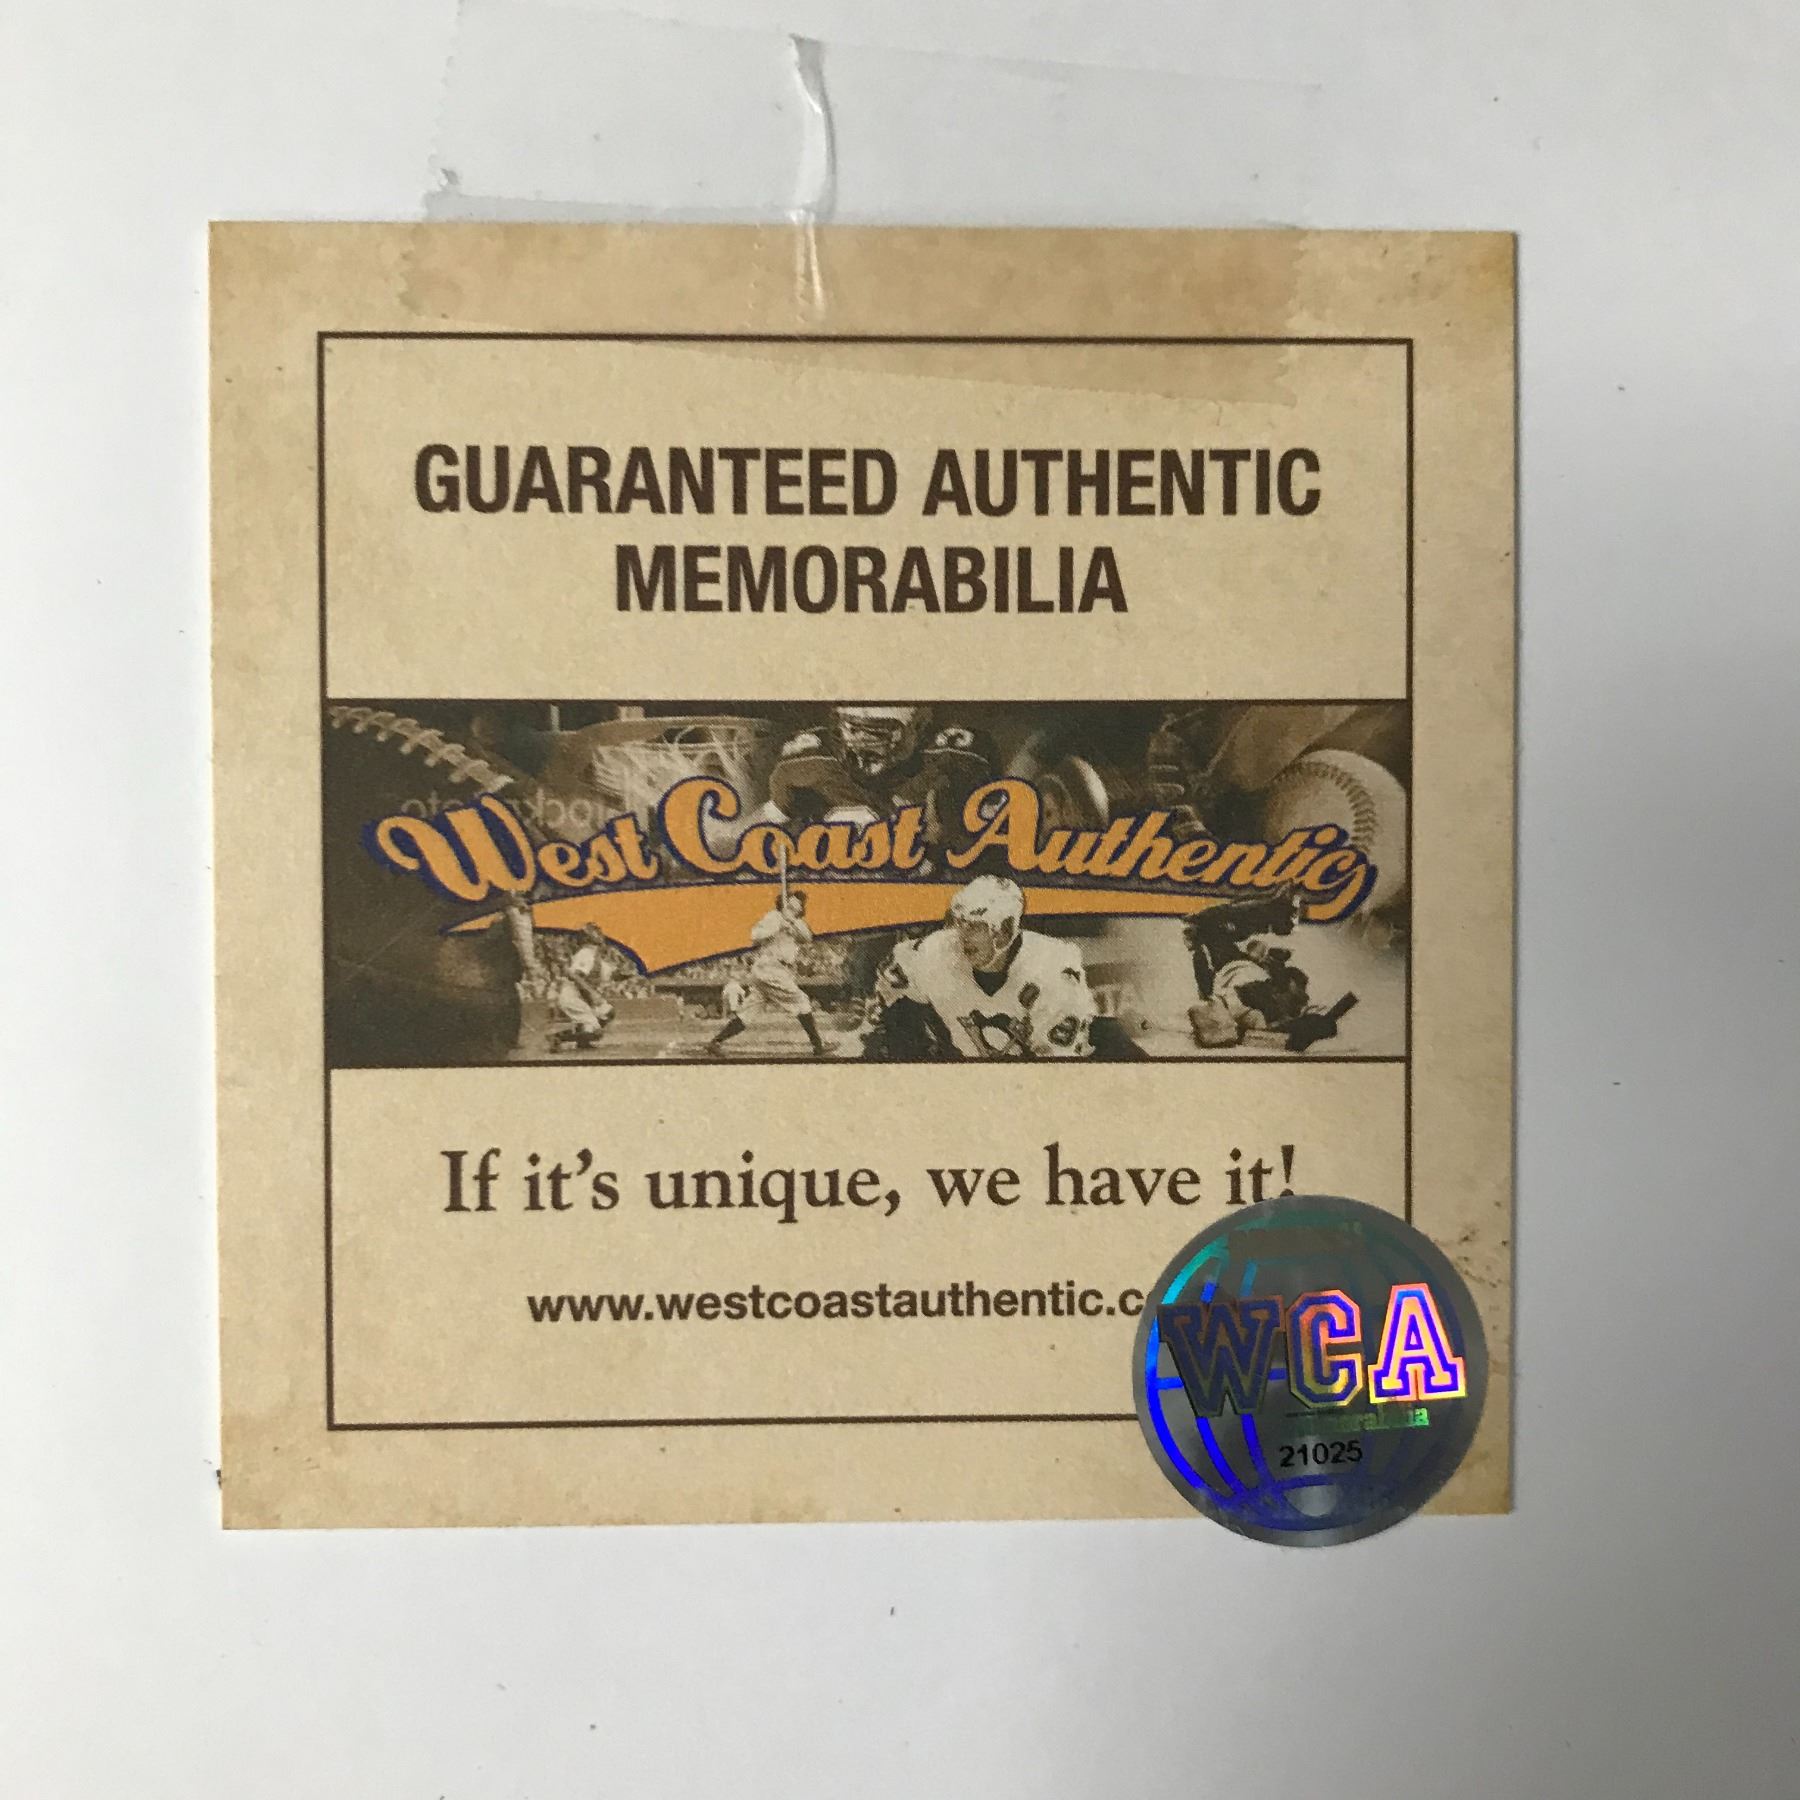 GUARANTEED AUTHENTIC
MEMORABILIA
West Coast Authentic
If it's unique, we have it!
www.westcoastauthentic.c
WCA
21025